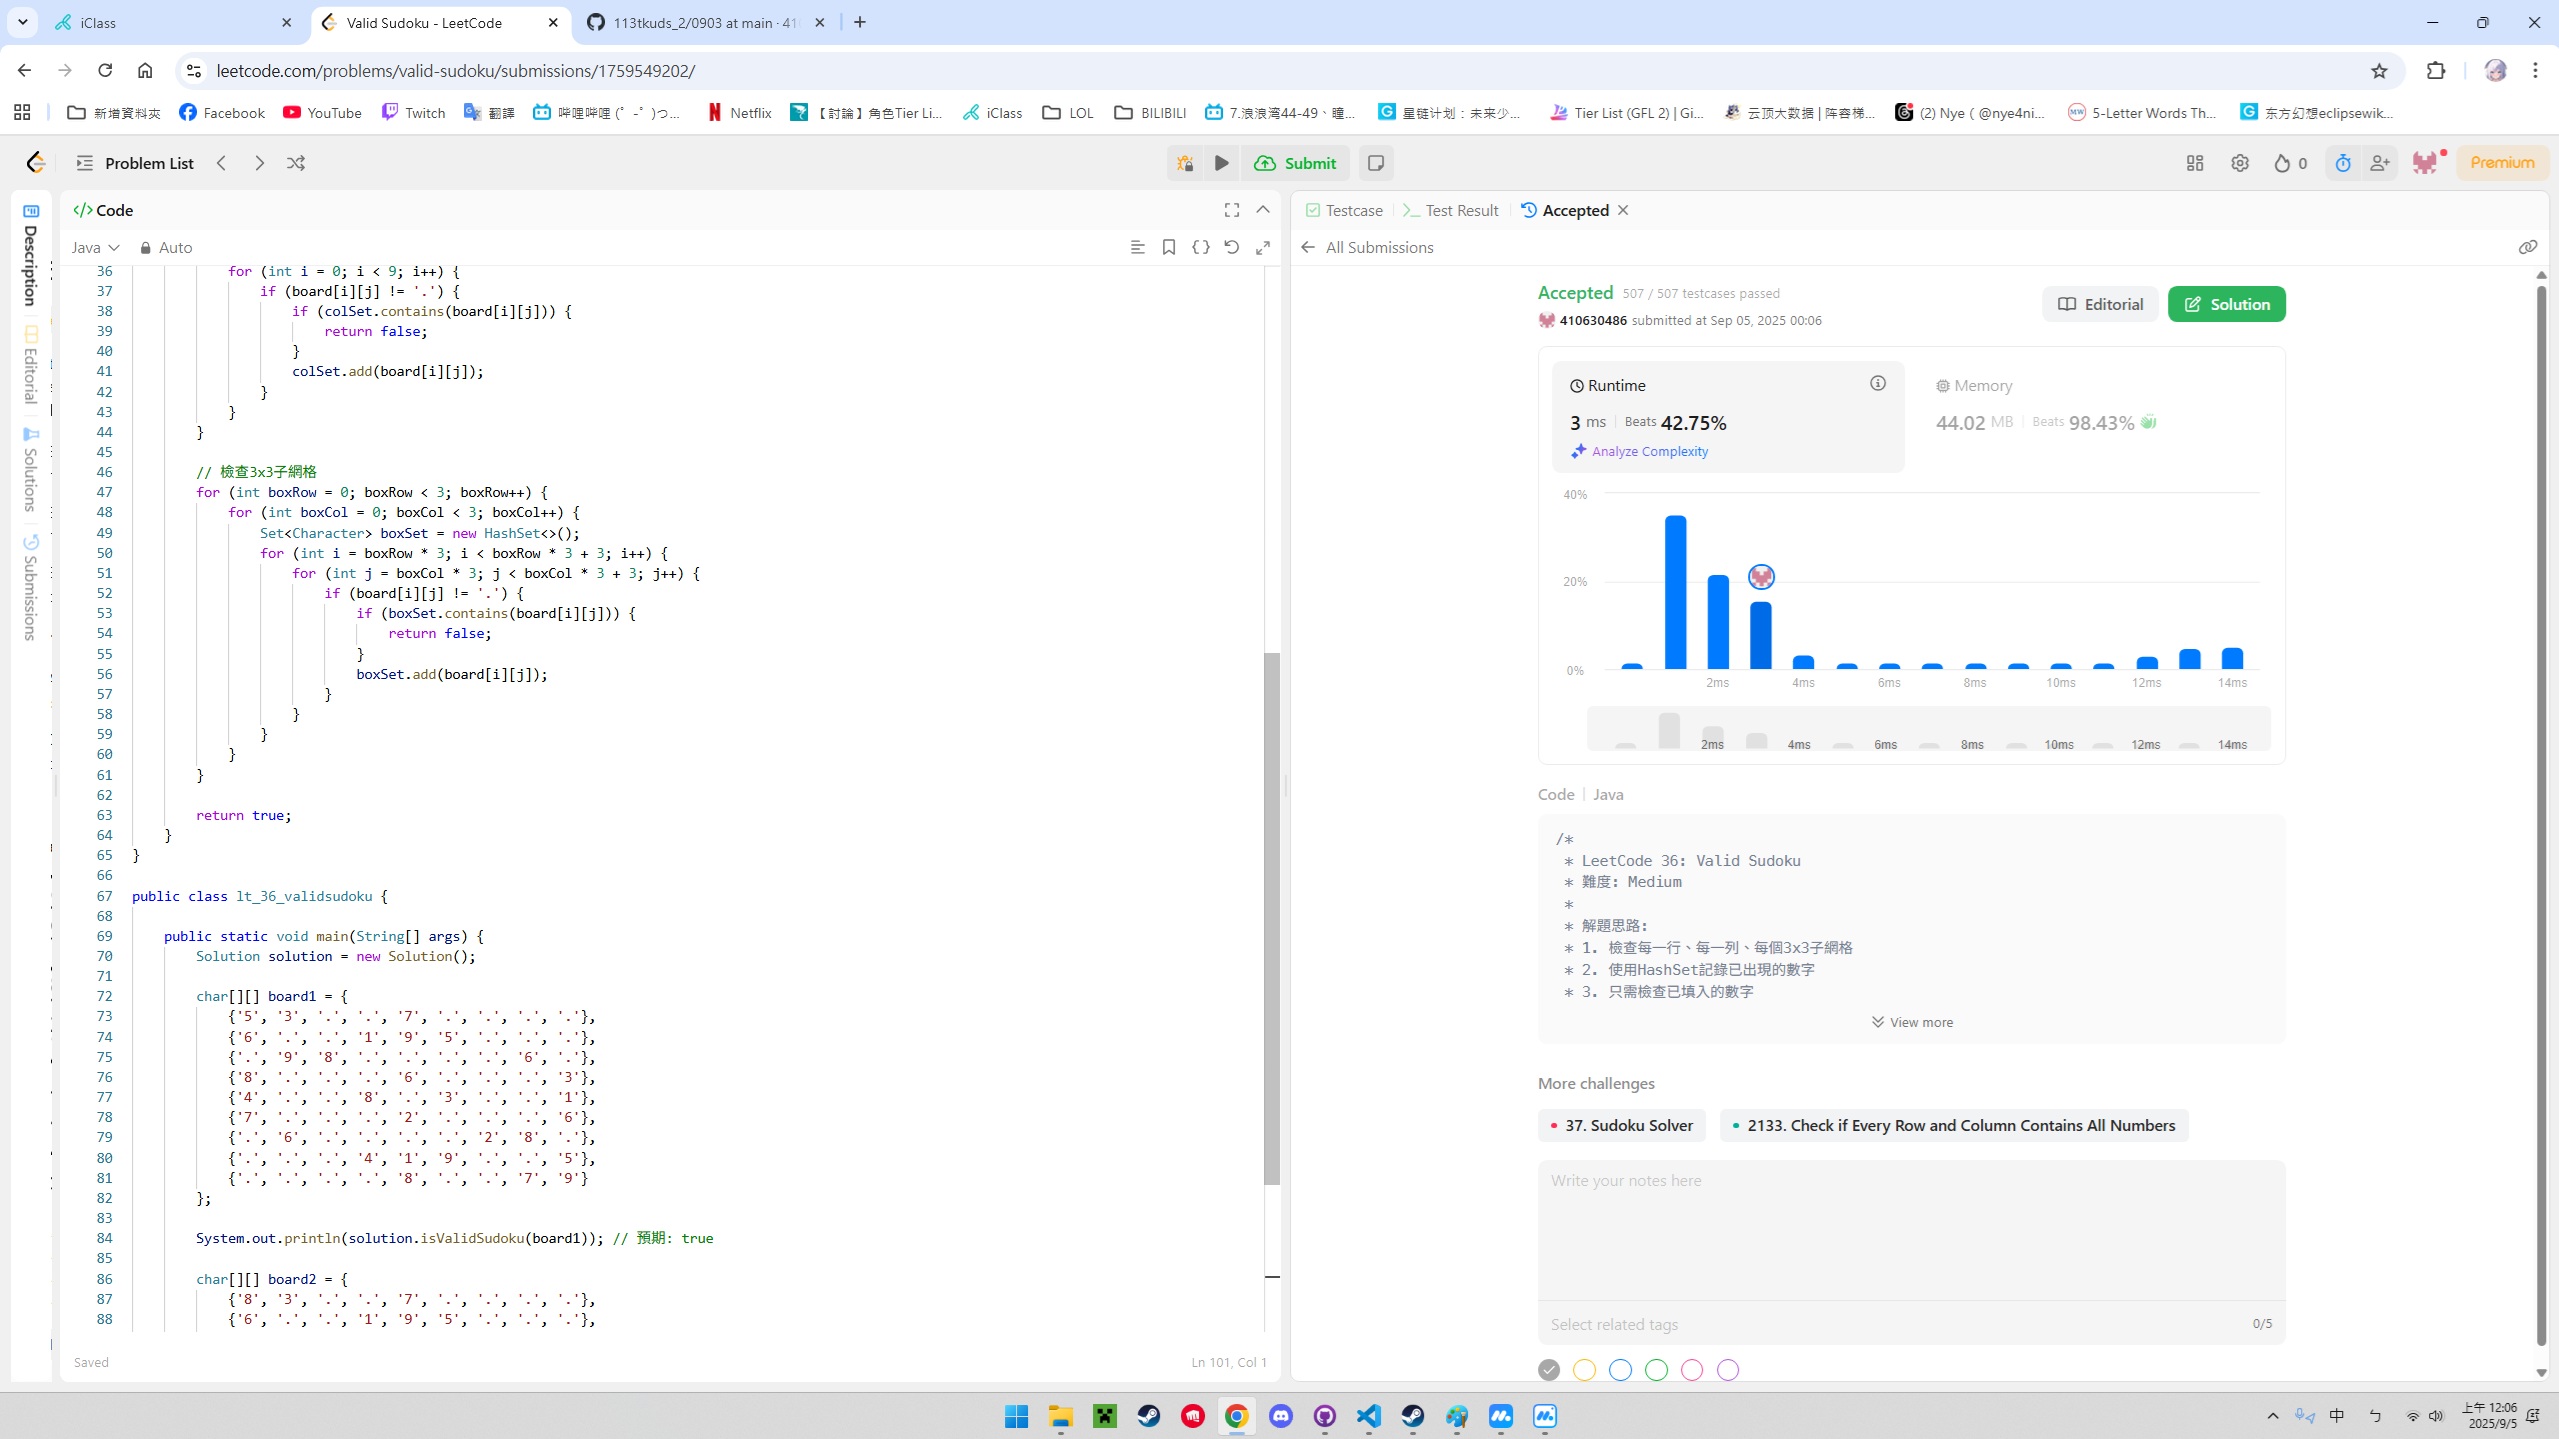 iClass
Valid Sudoku - LeetCode
113tkuds_2/0903 at main · 41
leetcode.com/problems/valid-sudoku/submissions/1759549202/
新增資料夾
Facebook
YouTube
Twitch
翻譯
哔哩哔哩 (゜-゜)つ...
Netflix
【討論】角色Tier Li...
iClass
LOL
BILIBILI
7.浪浪湾44-49、瞳...
星链计划：未来少...
Tier List (GFL 2) | Gi...
云顶大数据 | 阵容梯...
(2) Nye ( @nye4ni...
5-Letter Words Th...
东方幻想eclipsewik...
Problem List
Submit
0
Premium
Description
Editorial
Solutions
Submissions
</> Code
Java
Auto
36 for (int i = 0; i < 9; i++) {
37 if (board[i][j] != '.') {
38 if (colSet.contains(board[i][j])) {
39 return false;
40 }
41 colSet.add(board[i][j]);
42 }
43 }
44 }
45
46 // 檢查3x3子網格
47 for (int boxRow = 0; boxRow < 3; boxRow++) {
48 for (int boxCol = 0; boxCol < 3; boxCol++) {
49 Set<Character> boxSet = new HashSet<>();
50 for (int i = boxRow * 3; i < boxRow * 3 + 3; i++) {
51 for (int j = boxCol * 3; j < boxCol * 3 + 3; j++) {
52 if (board[i][j] != '.') {
53 if (boxSet.contains(board[i][j])) {
54 return false;
55 }
56 boxSet.add(board[i][j]);
57 }
58 }
59 }
60 }
61 }
62
63 return true;
64 }
65 }
66
67 public class lt_36_validsudoku {
68
69 public static void main(String[] args) {
70 Solution solution = new Solution();
71
72 char[][] board1 = {
73 {'5', '3', '.', '.', '7', '.', '.', '.', '.'},
74 {'6', '.', '.', '1', '9', '5', '.', '.', '.'},
75 {'.', '9', '8', '.', '.', '.', '.', '6', '.'},
76 {'8', '.', '.', '.', '6', '.', '.', '.', '3'},
77 {'4', '.', '.', '8', '.', '3', '.', '.', '1'},
78 {'7', '.', '.', '.', '2', '.', '.', '.', '6'},
79 {'.', '6', '.', '.', '.', '.', '2', '8', '.'},
80 {'.', '.', '.', '4', '1', '9', '.', '.', '5'},
81 {'.', '.', '.', '.', '8', '.', '.', '7', '9'}
82 };
83
84 System.out.println(solution.isValidSudoku(board1)); // 預期: true
85
86 char[][] board2 = {
87 {'8', '3', '.', '.', '7', '.', '.', '.', '.'},
88 {'6', '.', '.', '1', '9', '5', '.', '.', '.'},
Saved
Ln 101, Col 1
Testcase
Test Result
Accepted
All Submissions
Accepted 507 / 507 testcases passed
410630486 submitted at Sep 05, 2025 00:06
Editorial
Solution
Runtime
3 ms Beats 42.75%
Analyze Complexity
Memory
44.02 MB Beats 98.43%
40%
20%
0%
2ms 4ms 6ms 8ms 10ms 12ms 14ms
2ms 4ms 6ms 8ms 10ms 12ms 14ms
Code | Java
/*
* LeetCode 36: Valid Sudoku
* 難度: Medium
*
* 解題思路:
* 1. 檢查每一行、每一列、每個3x3子網格
* 2. 使用HashSet記錄已出現的數字
* 3. 只需檢查已填入的數字
View more
More challenges
37. Sudoku Solver
2133. Check if Every Row and Column Contains All Numbers
Write your notes here
Select related tags
0/5
中
ㄅ
上午 12:06
2025/9/5